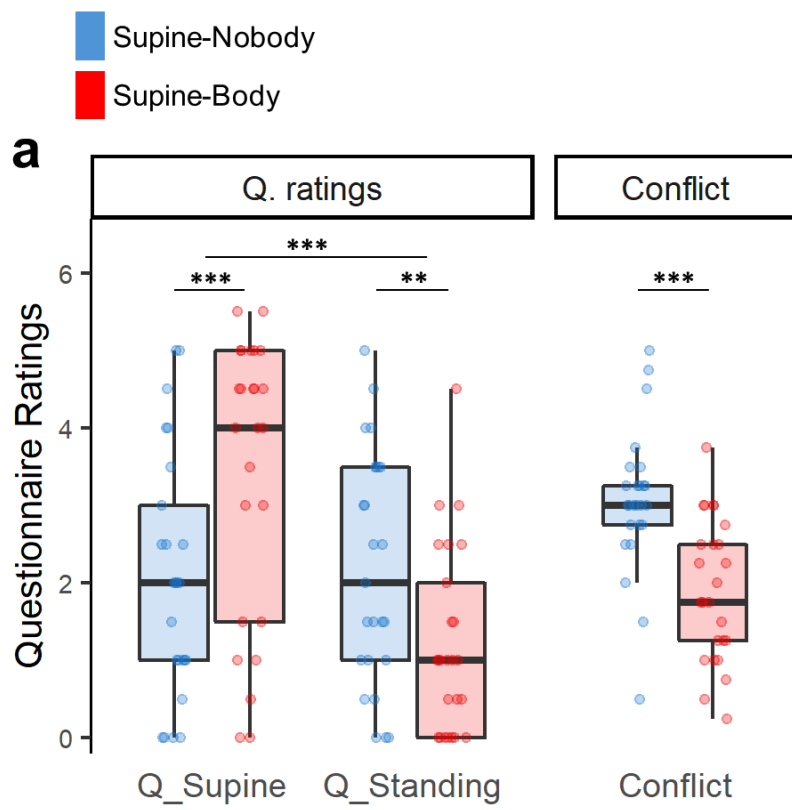 Supine-Nobody
Supine-Body
a
Q. ratings
Conflict
***
***
**
***
Questionnaire Ratings
6
4
2
0
Q_Supine
Q_Standing
Conflict